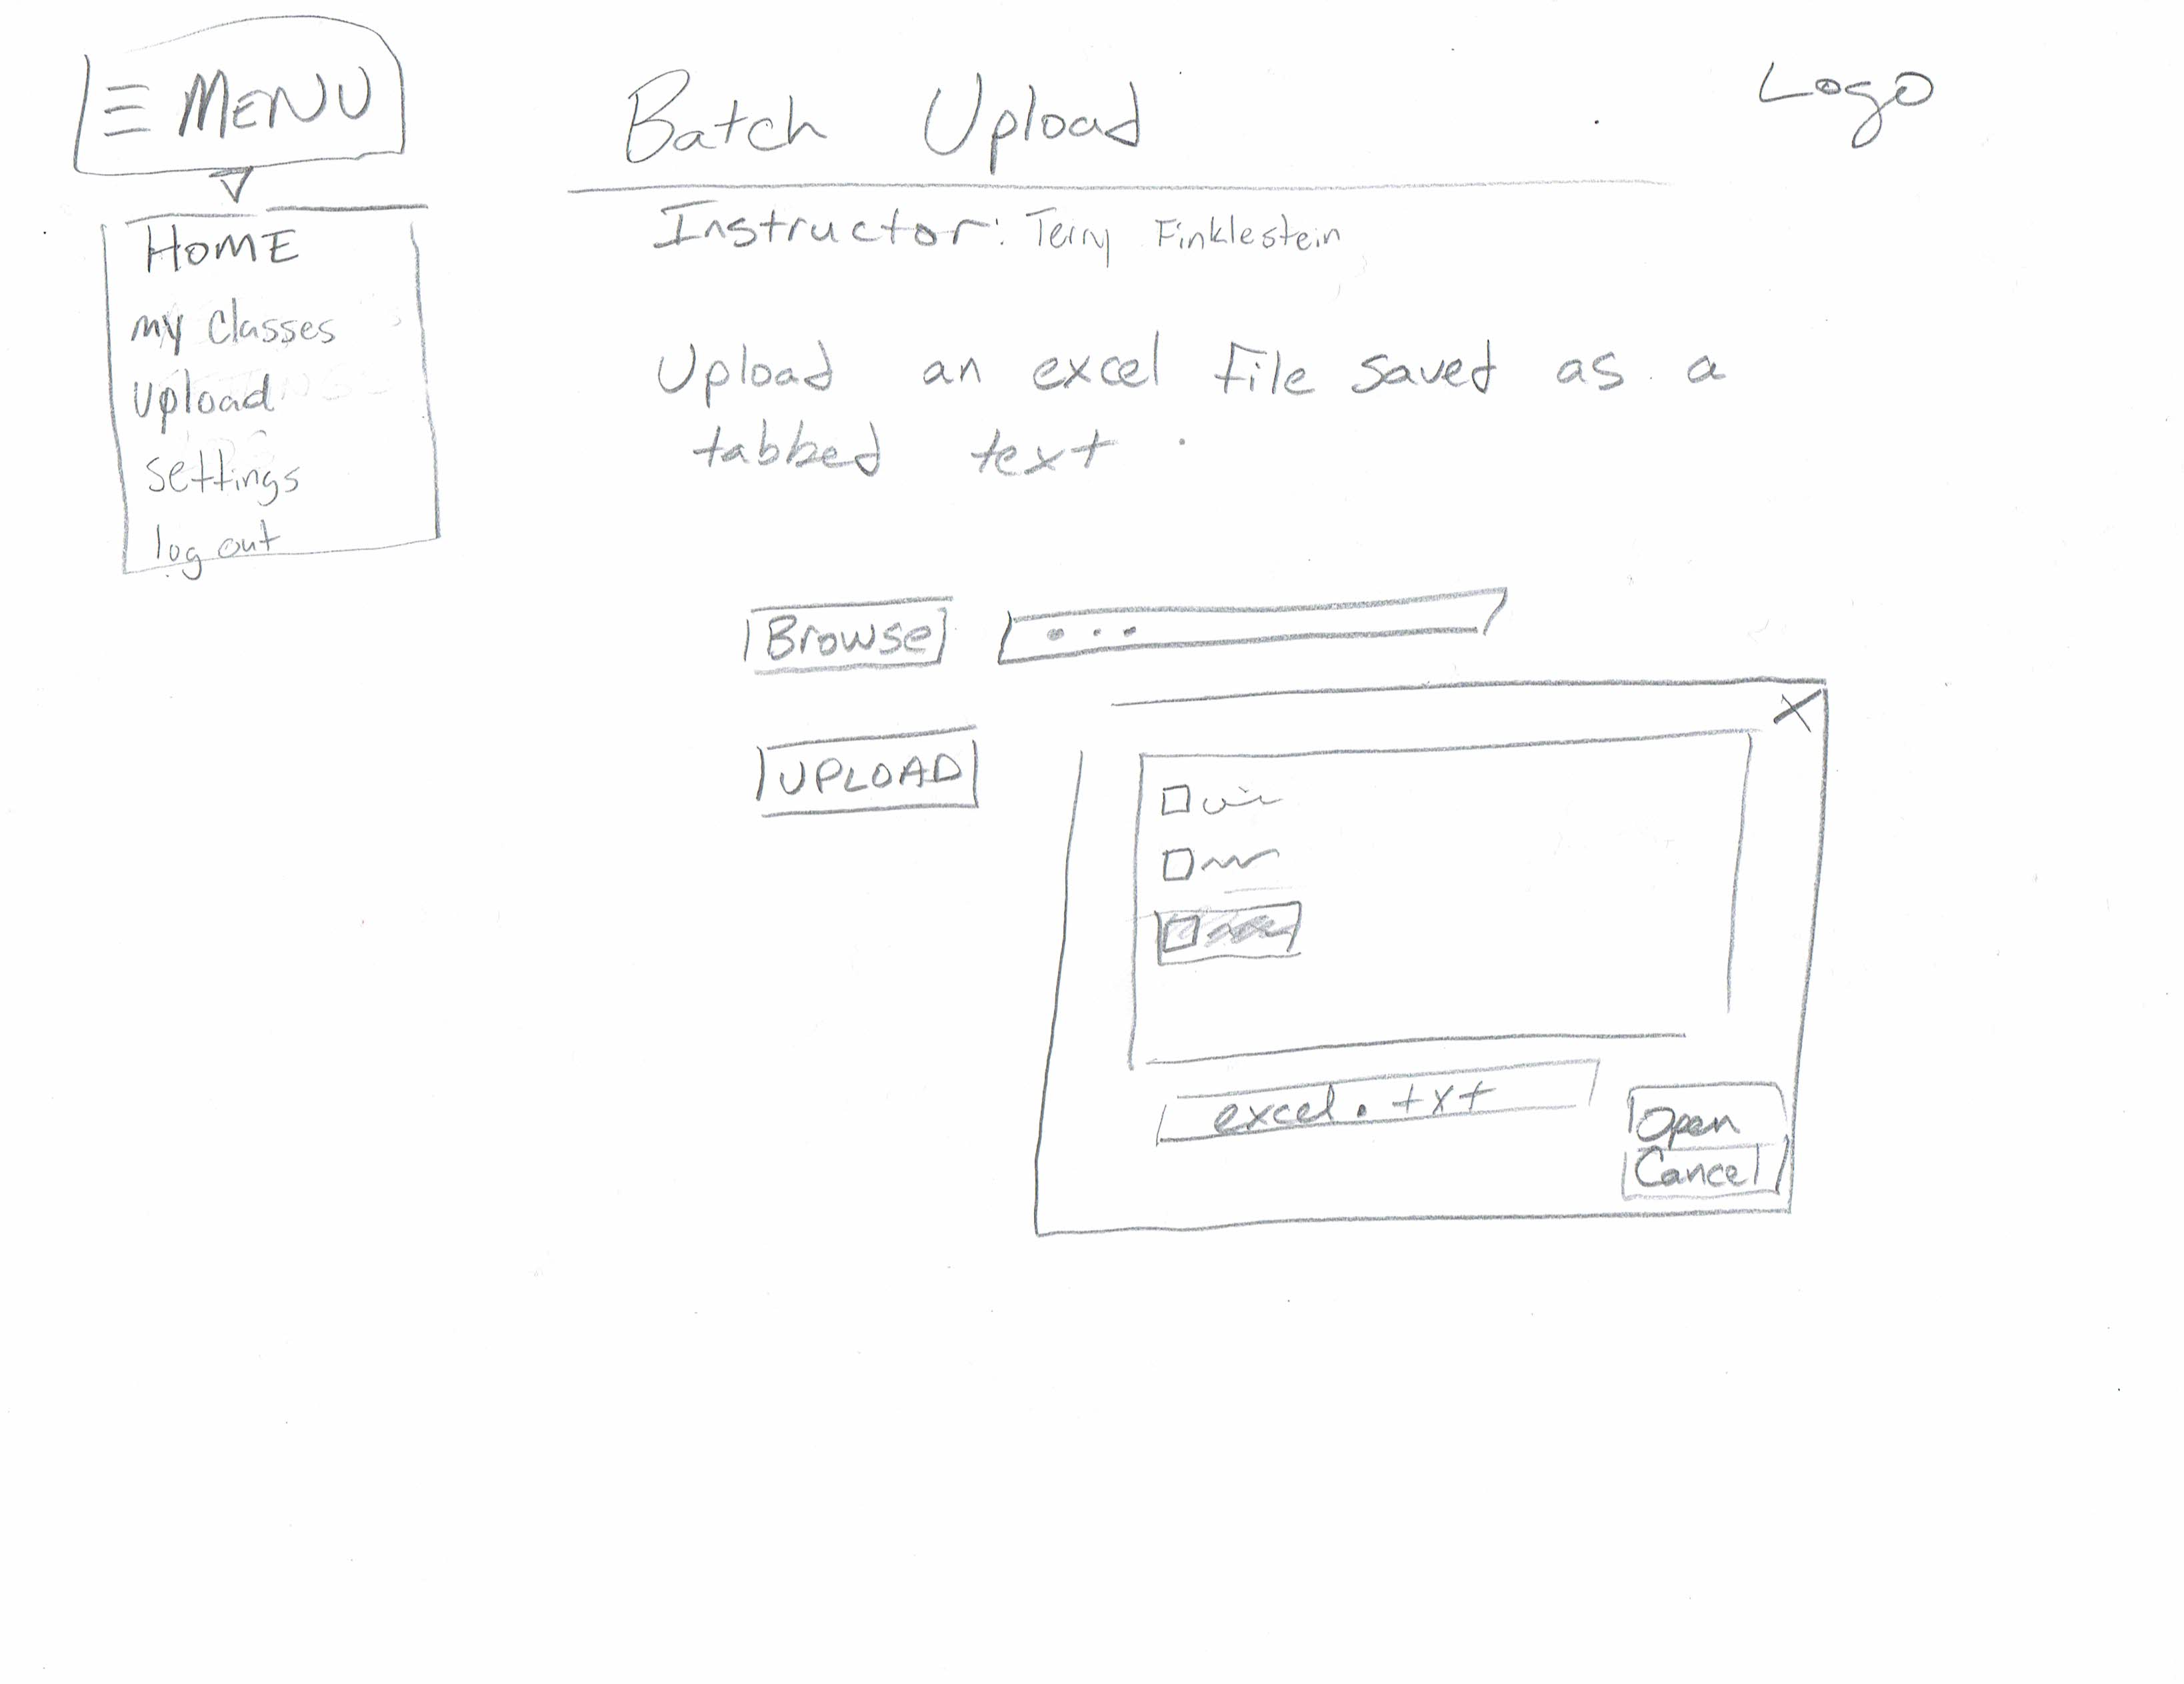 MENU
Batch Upload
Logo
HOME
my classes
upload
settings
log out
Instructor: Terry Finklestein
Upload an excel file saved as a
tabbed text
Browse
...
UPLOAD
X
excel.txt
Open
Cancel